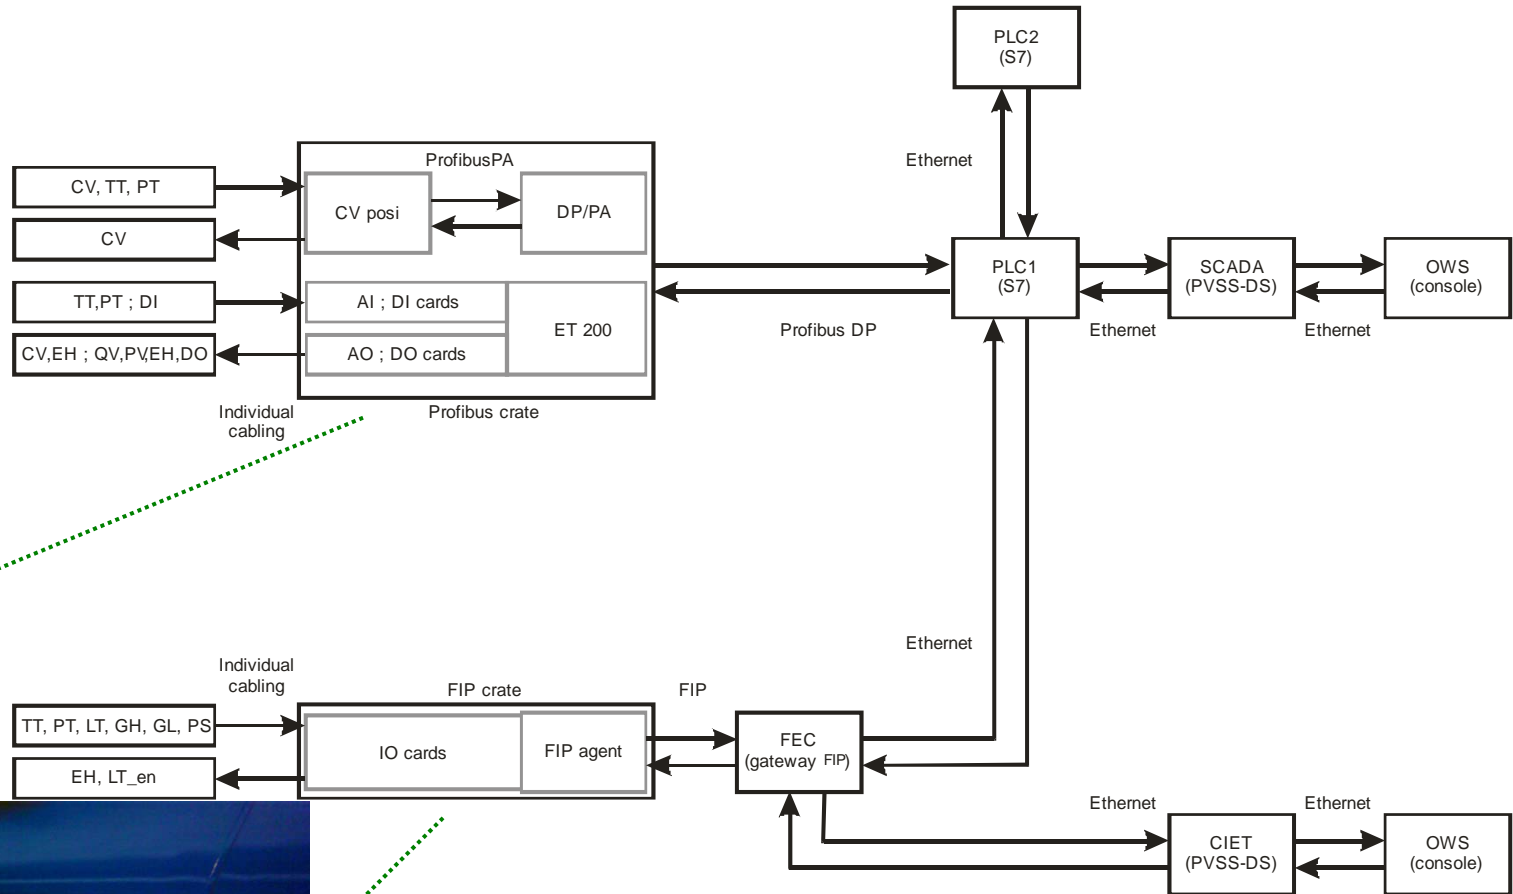 PLC2
(S7)
Ethernet
ProfibusPA
CV, TT, PT
CV posi
DP/PA
CV
TT,PT ; DI
AI ; DI cards
ET 200
CV,EH ; QV,PV,EH,DO
AO ; DO cards
Individual
cabling
Profibus crate
Profibus DP
PLC1
(S7)
Ethernet
SCADA
(PVSS-DS)
Ethernet
OWS
(console)
Ethernet
Individual
cabling
FIP crate
FIP
TT, PT, LT, GH, GL, PS
IO cards
FIP agent
EH, LT_en
FEC
(gateway FIP)
Ethernet
Ethernet
CIET
(PVSS-DS)
OWS
(console)